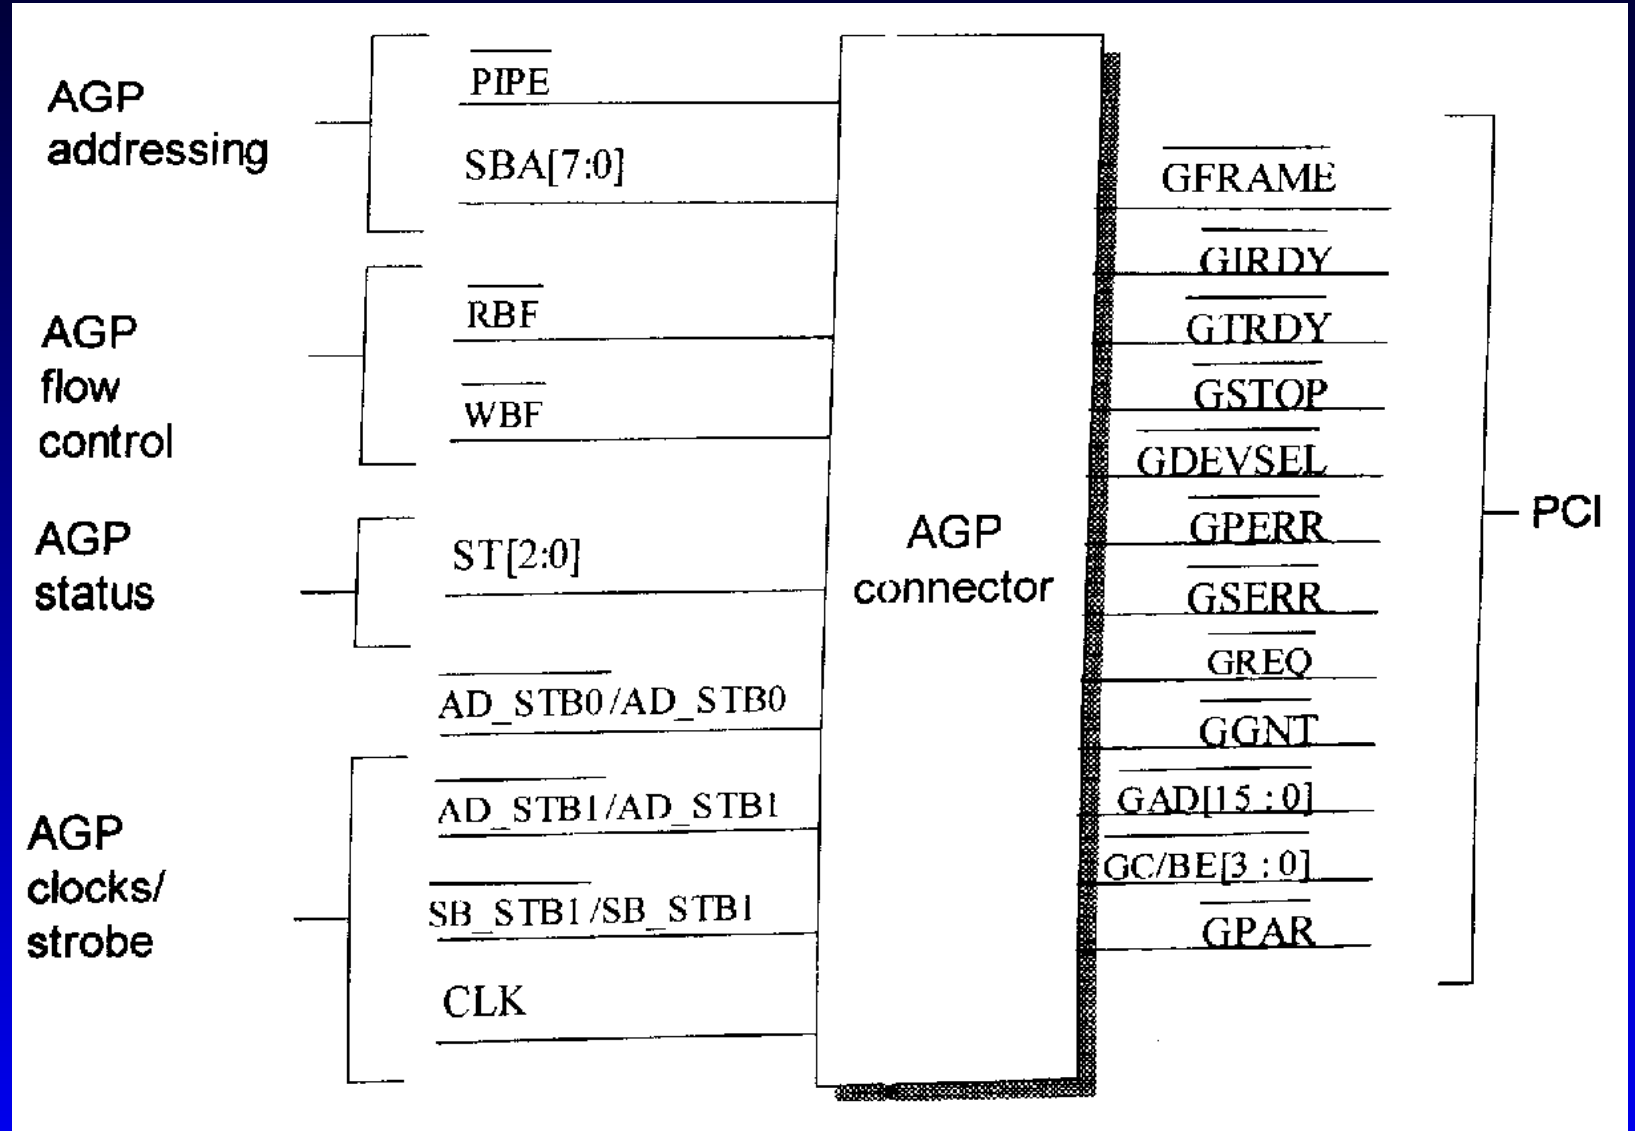 AGP
addressing
PIPE
SBA[7:0]
AGP
flow
control
RBF
WBF
AGP
status
ST[2:0]
AD_STB0/AD_STB0
AGP
clocks/
strobe
AD_STB1/AD_STB1
SB_STB1/SB_STB1
CLK
AGP
connector
GFRAME
GIRDY
GTRDY
GSTOP
GDEVSEL
GPERR
GSERR
GREQ
GGNT
GAD[15:0]
GC/BE[3:0]
GPAR
PCI